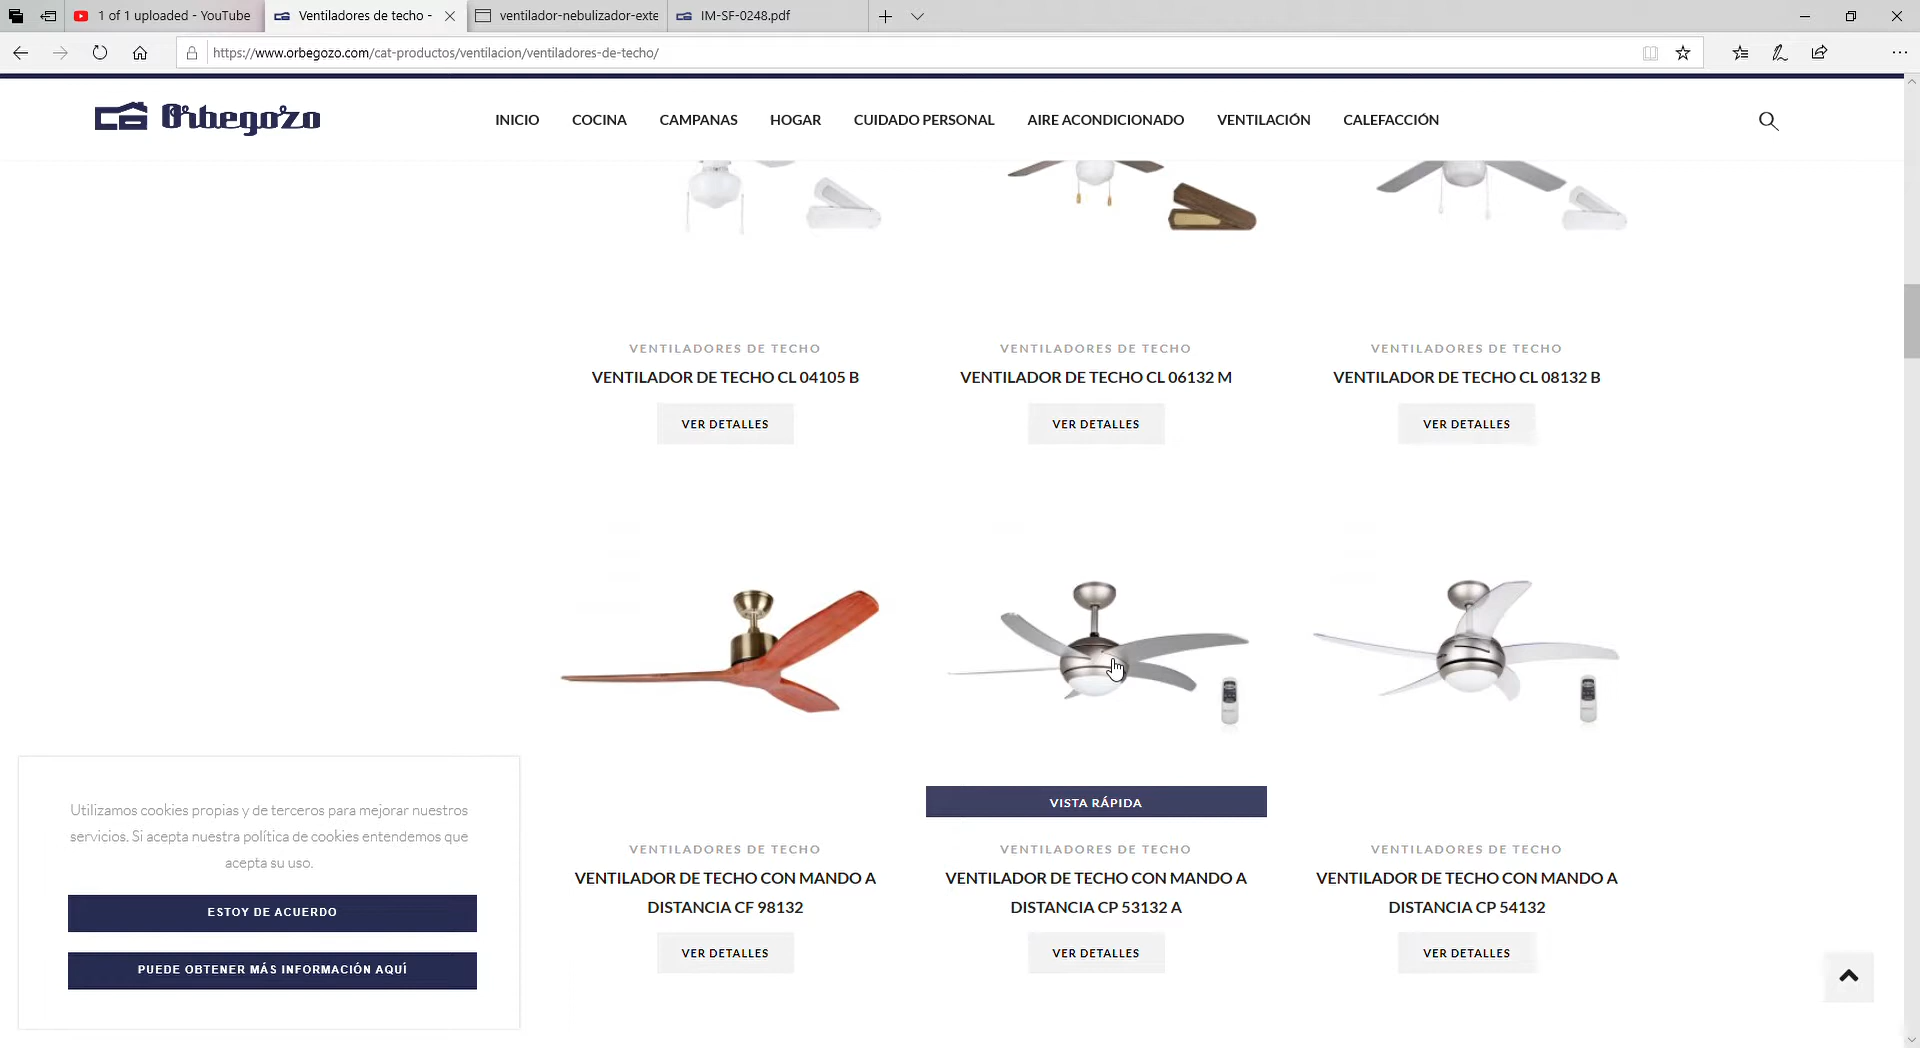 1 of 1 uploaded - YouTube
Ventiladores de techo -
ventilador-nebulizador-exte
IM-SF-0248.pdf
https://www.orbegozo.com/cat-productos/ventilacion/ventiladores-de-techo/
Orbegozo
INICIO
COCINA
CAMPANAS
HOGAR
CUIDADO PERSONAL
AIRE ACONDICIONADO
VENTILACIÓN
CALEFACCIÓN
VENTILADORES DE TECHO
VENTILADOR DE TECHO CL 04105 B
VER DETALLES
VENTILADORES DE TECHO
VENTILADOR DE TECHO CL 06132 M
VER DETALLES
VENTILADORES DE TECHO
VENTILADOR DE TECHO CL 08132 B
VER DETALLES
VENTILADORES DE TECHO
VENTILADOR DE TECHO CON MANDO A
DISTANCIA CF 98132
VER DETALLES
VISTA RÁPIDA
VENTILADORES DE TECHO
VENTILADOR DE TECHO CON MANDO A
DISTANCIA CP 53132 A
VER DETALLES
VENTILADORES DE TECHO
VENTILADOR DE TECHO CON MANDO A
DISTANCIA CP 54132
VER DETALLES
Utilizamos cookies propias y de terceros para mejorar nuestros
servicios. Si acepta nuestra política de cookies entendemos que
acepta su uso.
ESTOY DE ACUERDO
PUEDE OBTENER MÁS INFORMACIÓN AQUÍ